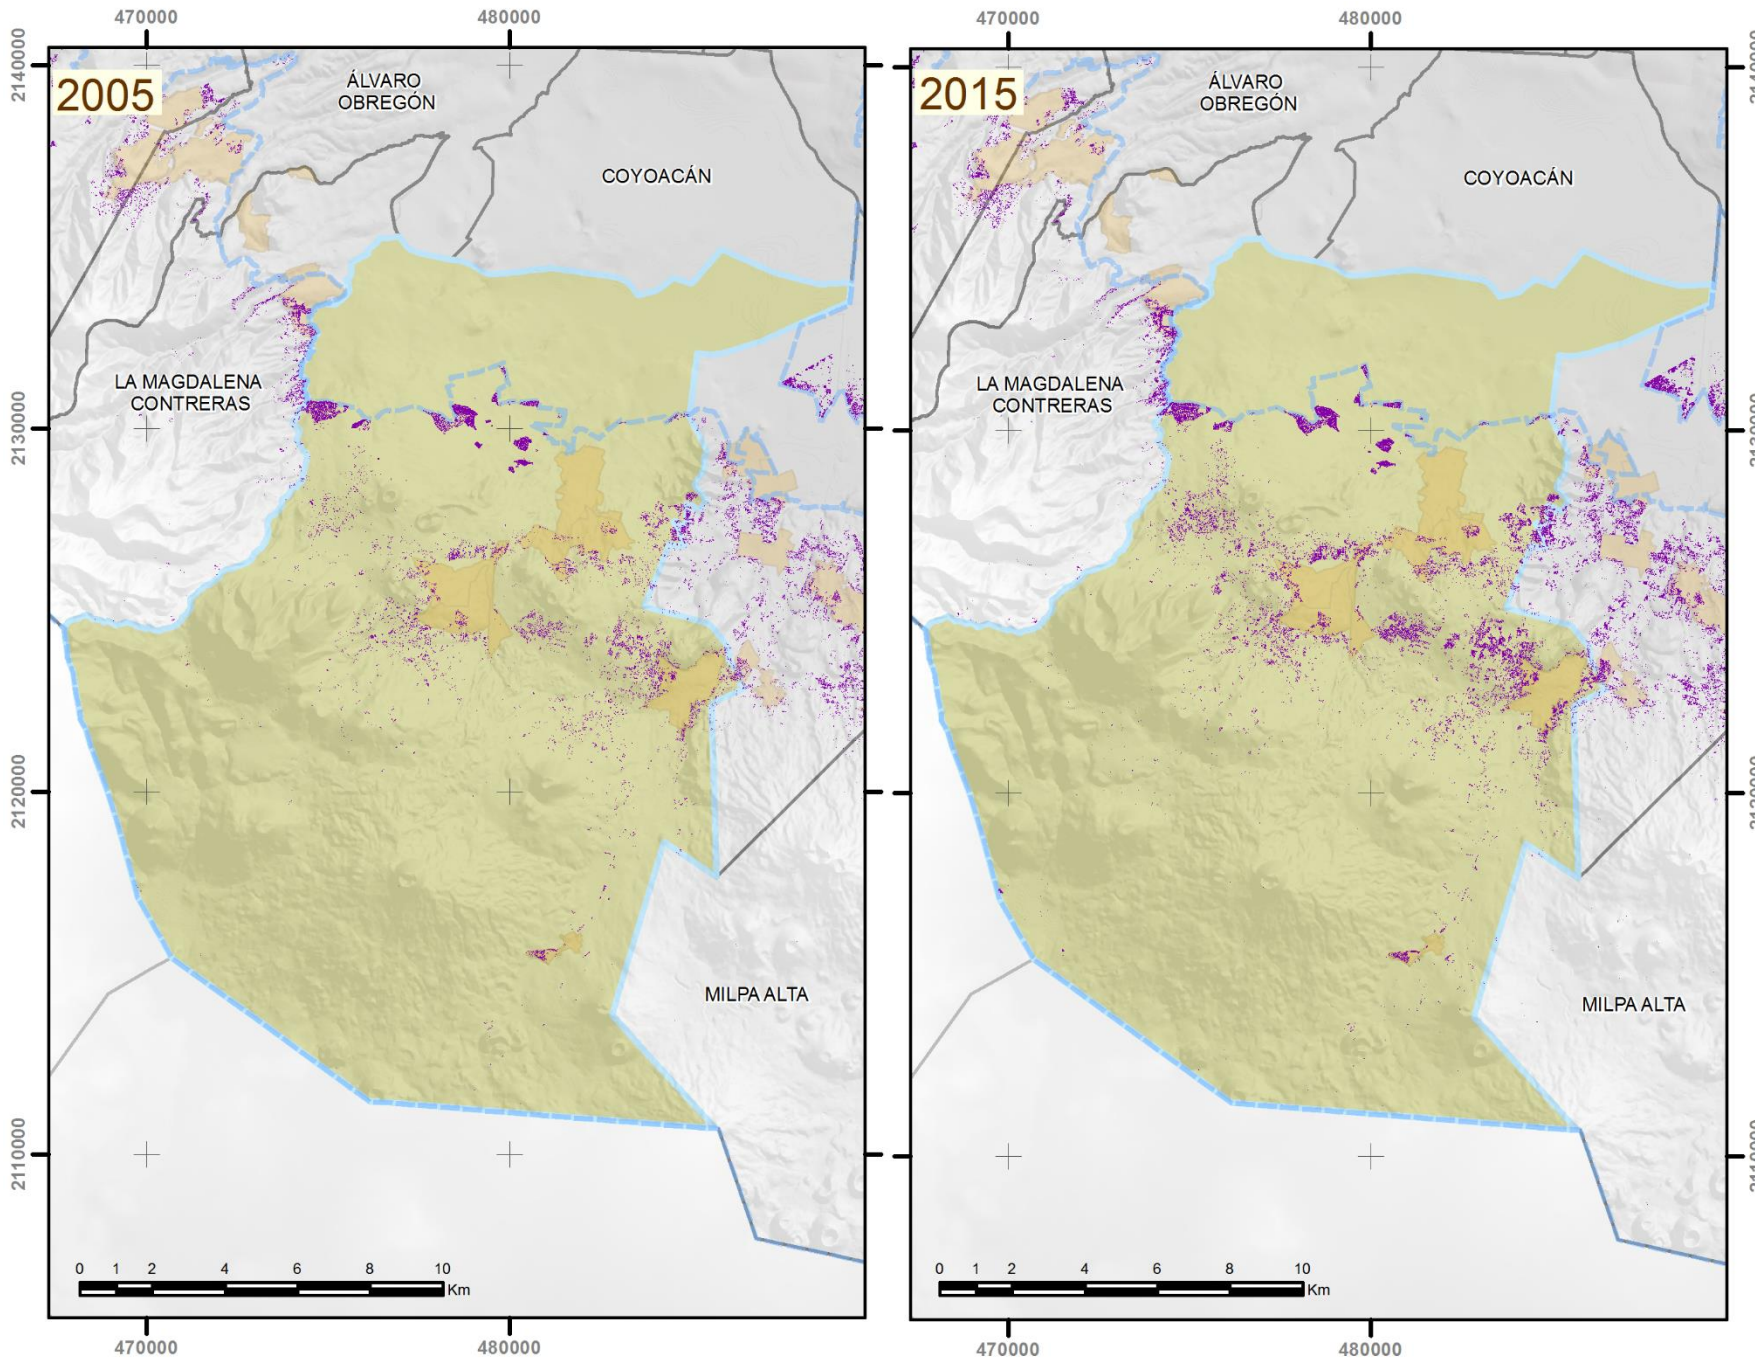 470000
480000
470000
480000
2140000
2005
ÁLVARO
OBREGÓN
COYOACÁN
LA MAGDALENA
CONTRERAS
2130000
2120000
MILPA ALTA
2110000
0 1 2 4 6 8 10
Km
470000
480000
2015
ÁLVARO
OBREGÓN
COYOACÁN
LA MAGDALENA
CONTRERAS
MILPA ALTA
0 1 2 4 6 8 10
Km
470000
480000